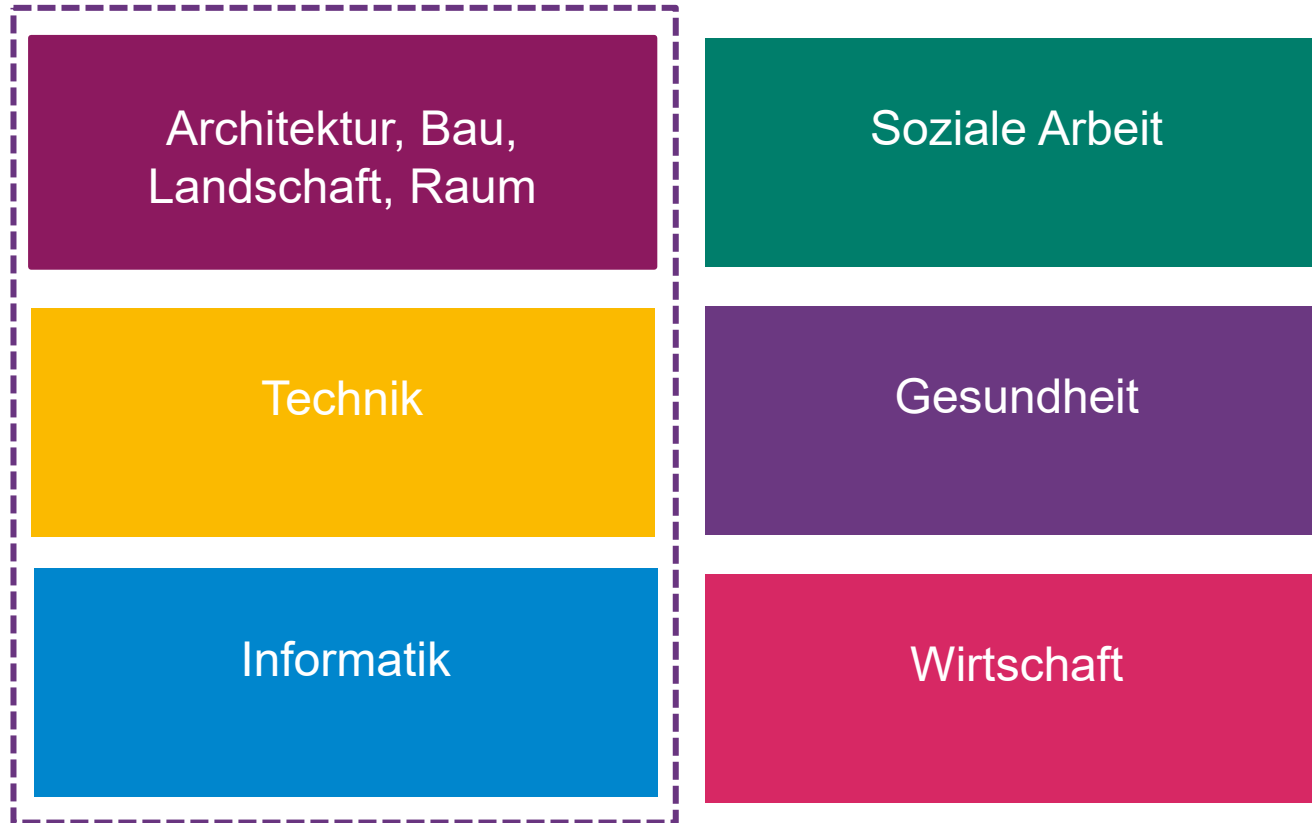 Architektur, Bau,
Landschaft, Raum
Soziale Arbeit
Technik
Gesundheit
Informatik
Wirtschaft